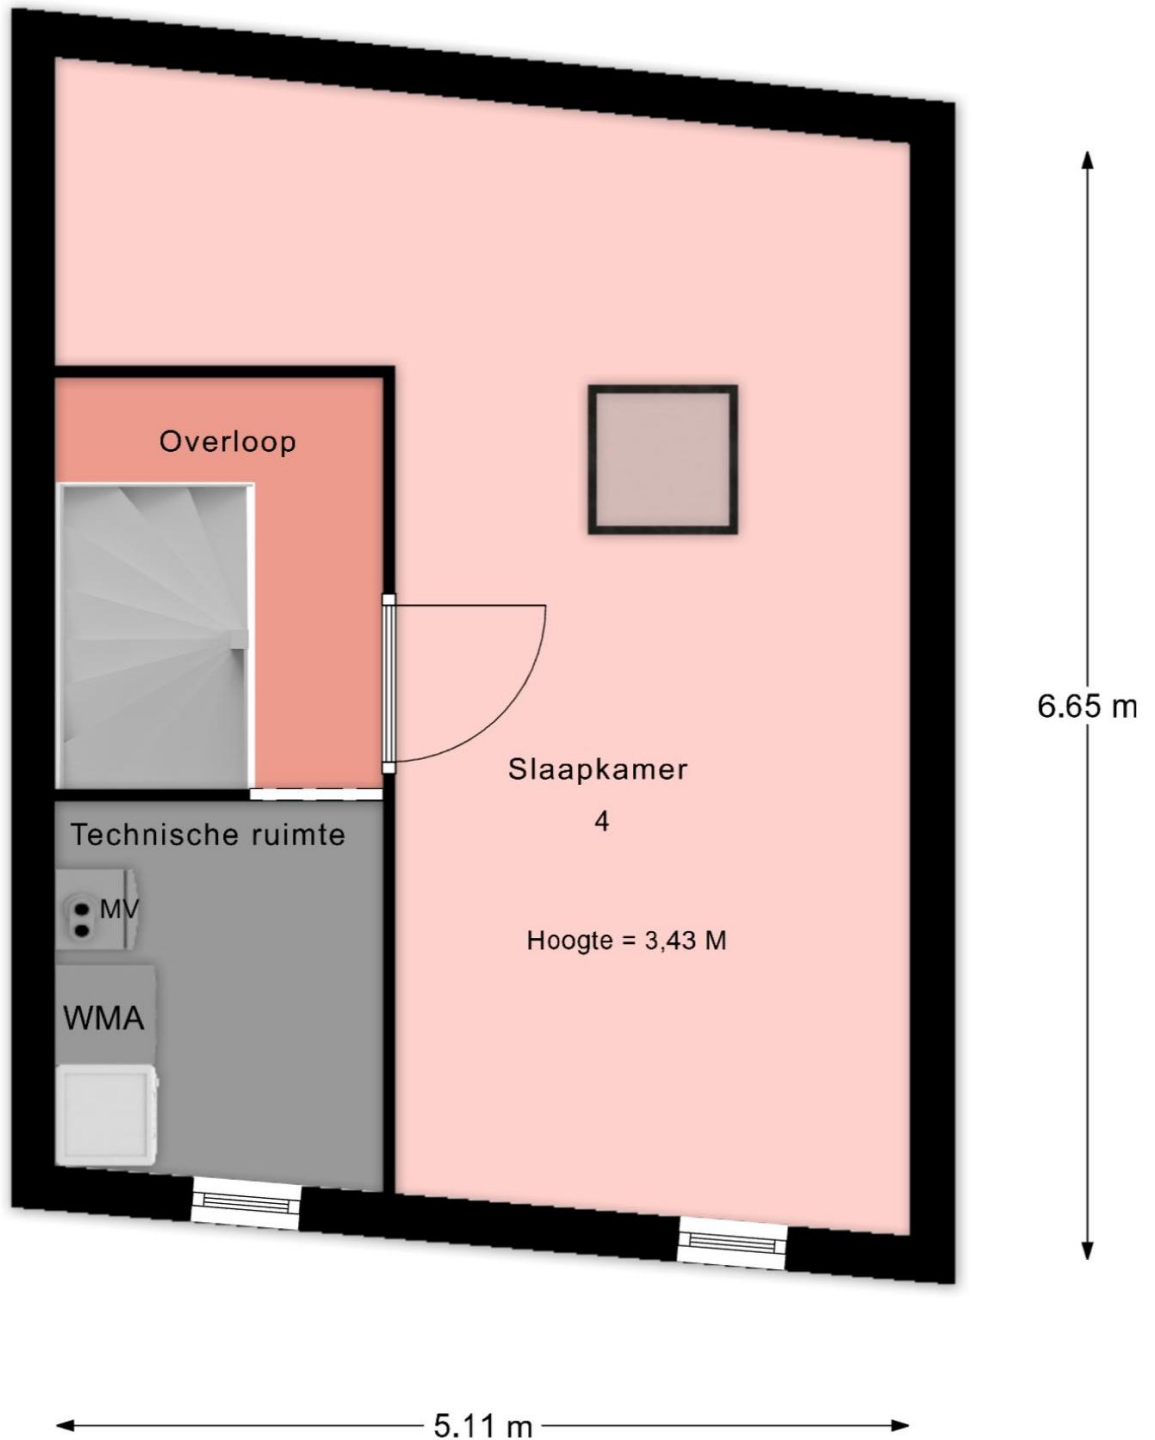 Overloop
6.65 m
Slaapkamer
4
Technische ruimte
MV
Hoogte = 3,43 M
WMA
5.11 m